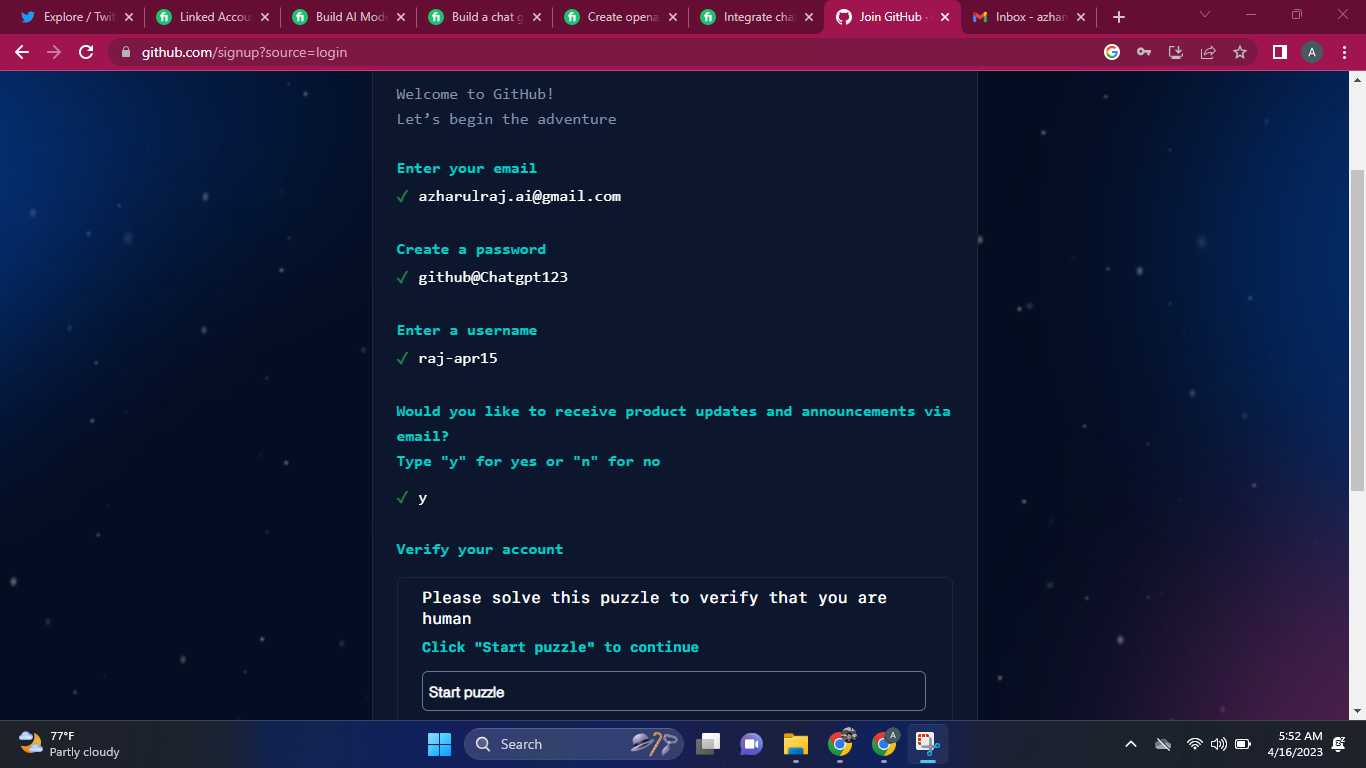 Explore / Twit
Linked Accou
Build AI Mode
Build a chat g
Create opena
Integrate chat
Join GitHub ·
Inbox - azhar
github.com/signup?source=login
A
Welcome to GitHub!
Let’s begin the adventure
Enter your email
azharulraj.ai@gmail.com
Create a password
github@Chatgpt123
Enter a username
raj-apr15
Would you like to receive product updates and announcements via
email?
Type "y" for yes or "n" for no
y
Verify your account
Please solve this puzzle to verify that you are
human
Click "Start puzzle" to continue
Start puzzle
77°F
Partly cloudy
Search
A
5:52 AM
4/16/2023